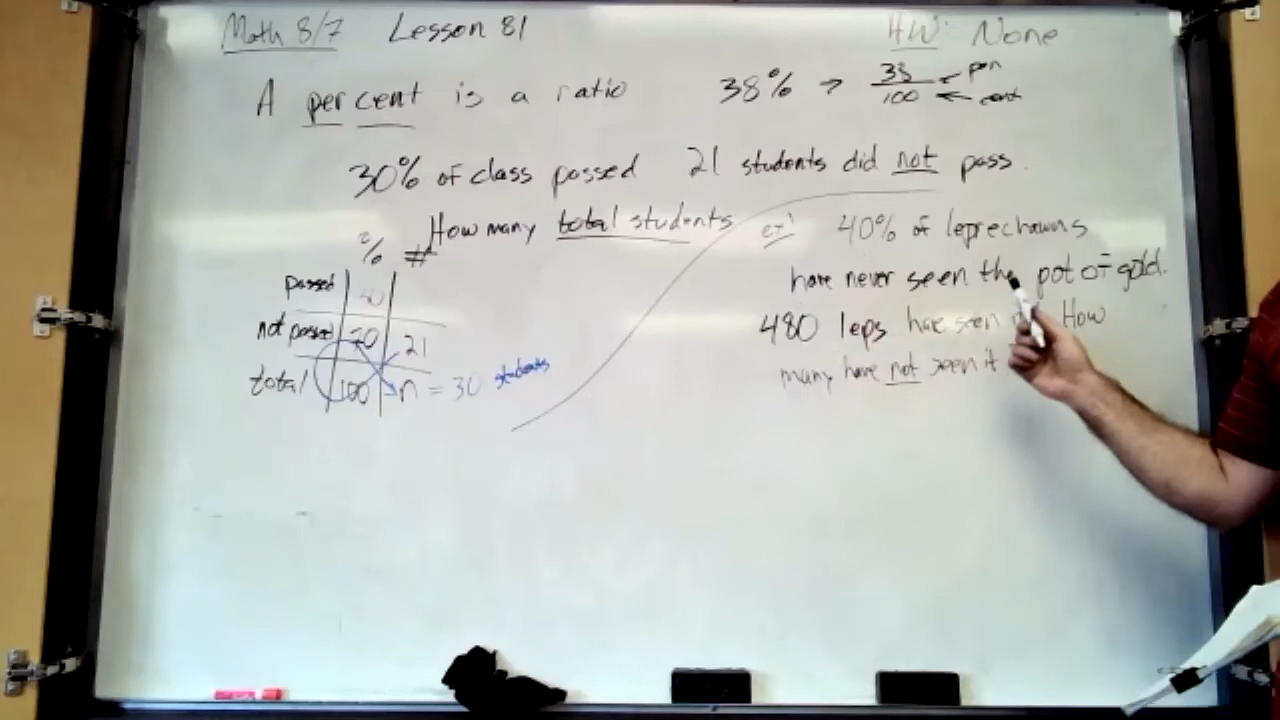 Math 8/7 Lesson 81 HW: None
A percent is a ratio 38% → 38/100 ← per ← cent
30% of class passed 21 students did not pass.
How many total students
% #
passed
not passed 70 21
total 100 n = 30 students
ex) 40% of leprechauns
have never seen the pot of gold.
480 leps have seen How
many have not seen it